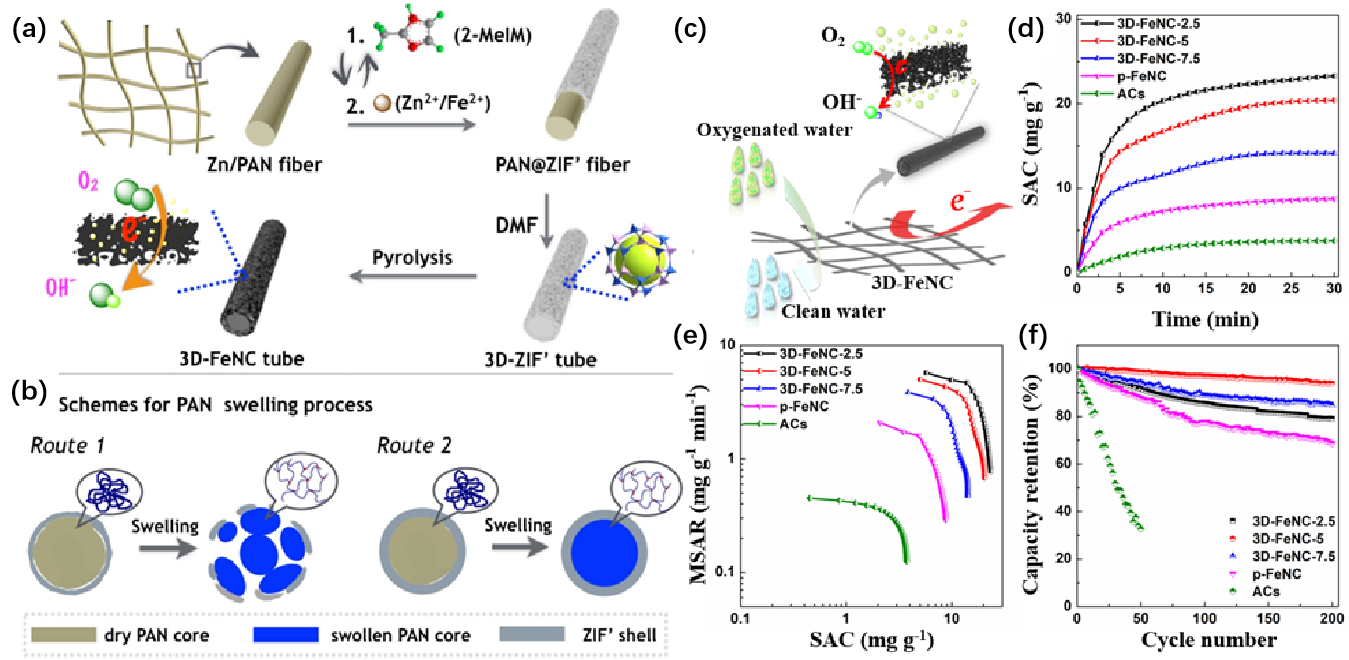 (a)
1.
(2-MeIM)
2.
(Zn²⁺/Fe²⁺)
Zn/PAN fiber
PAN@ZIF' fiber
O₂
e⁻
OH⁻
DMF
Pyrolysis
3D-FeNC tube
3D-ZIF' tube
(b)
Schemes for PAN swelling process
Route 1
Swelling
Route 2
Swelling
dry PAN core
swollen PAN core
ZIF' shell
(c)
O₂
e
OH⁻
Oxygenated water
e⁻
3D-FeNC
Clean water
(d)
3D-FeNC-2.5
3D-FeNC-5
3D-FeNC-7.5
p-FeNC
ACs
SAC (mg g⁻¹)
30
20
10
0
0 5 10 15 20 25 30
Time (min)
(e)
3D-FeNC-2.5
3D-FeNC-5
3D-FeNC-7.5
p-FeNC
ACs
MSAR (mg g⁻¹ min⁻¹)
10
1
0.1
0.1 1 10
SAC (mg g⁻¹)
(f)
Capacity retention (%)
100
80
60
40
20
0
3D-FeNC-2.5
3D-FeNC-5
3D-FeNC-7.5
p-FeNC
ACs
0 50 100 150 200
Cycle number